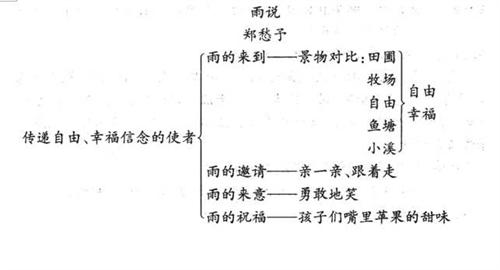 雨说
郑愁予
雨的来到——景物对比：田圃
牧场
自由
鱼塘
小溪
自由
幸福
传递自由、幸福信念的使者
雨的邀请——亲一亲、跟着走
雨的来意——勇敢地笑
雨的祝福——孩子们嘴里苹果的甜味